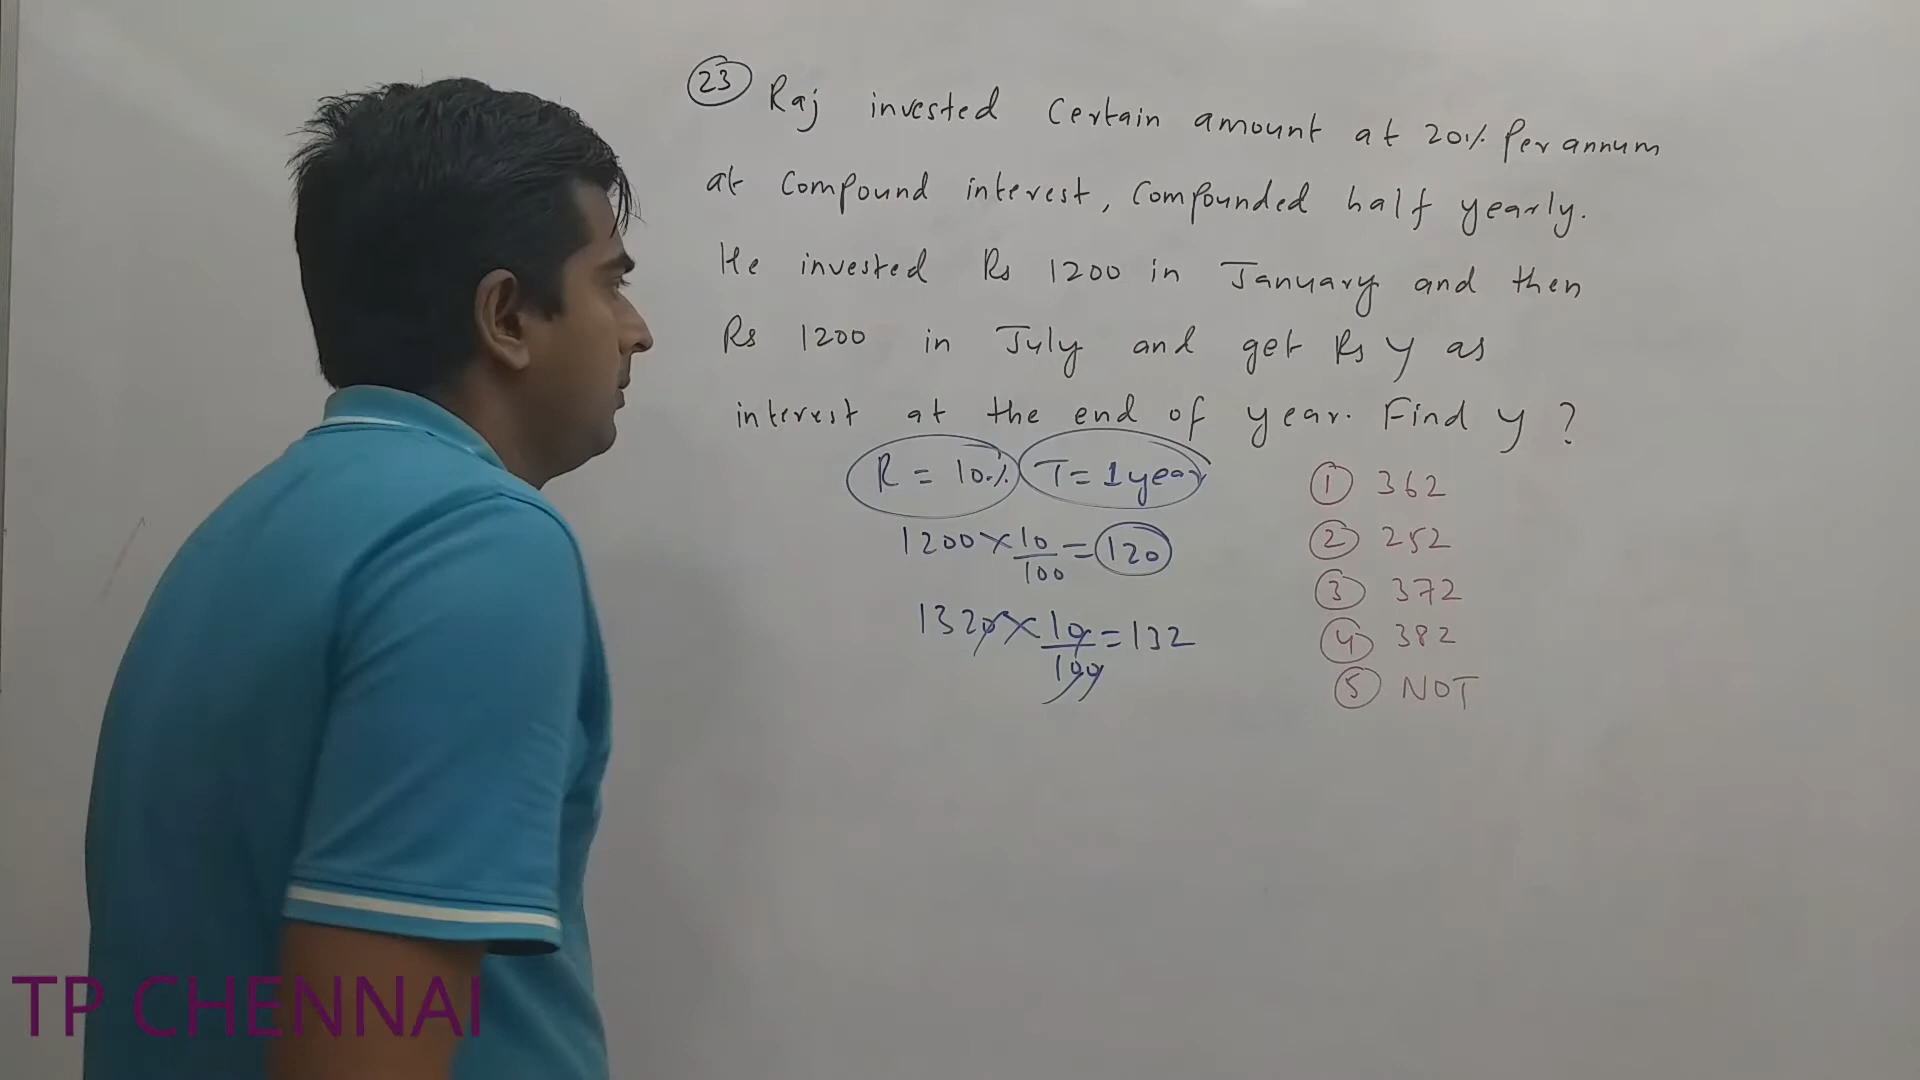 23 Raj invested Certain amount at 20% Per annum
at Compound interest, Compounded half yearly.
He invested Rs 1200 in January and then
Rs 1200 in July and get Rs y as
interest at the end of year. Find y ?
R = 10% T = 1 year
1200 × 10/100 = 120
1320 × 10/100 = 132
1 362
2 252
3 372
4 382
5 NOT
TP CHENNAI